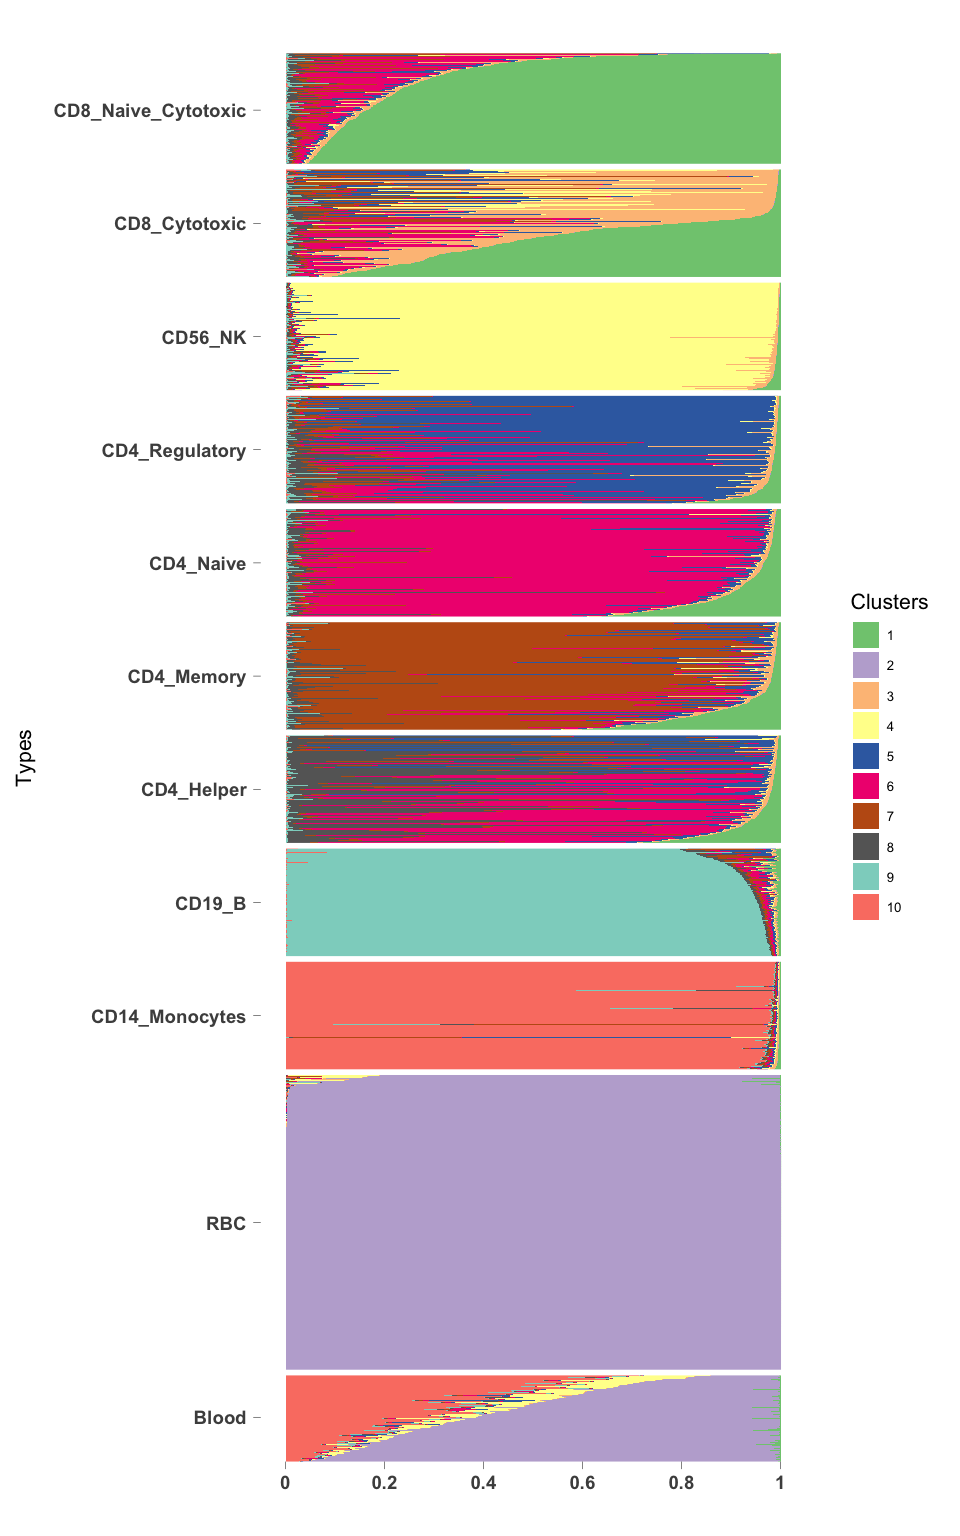 CD8_Naive_Cytotoxic
CD8_Cytotoxic
CD56_NK
CD4_Regulatory
CD4_Naive
CD4_Memory
CD4_Helper
CD19_B
CD14_Monocytes
RBC
Blood
Types
0 0.2 0.4 0.6 0.8 1
Clusters
1
2
3
4
5
6
7
8
9
10